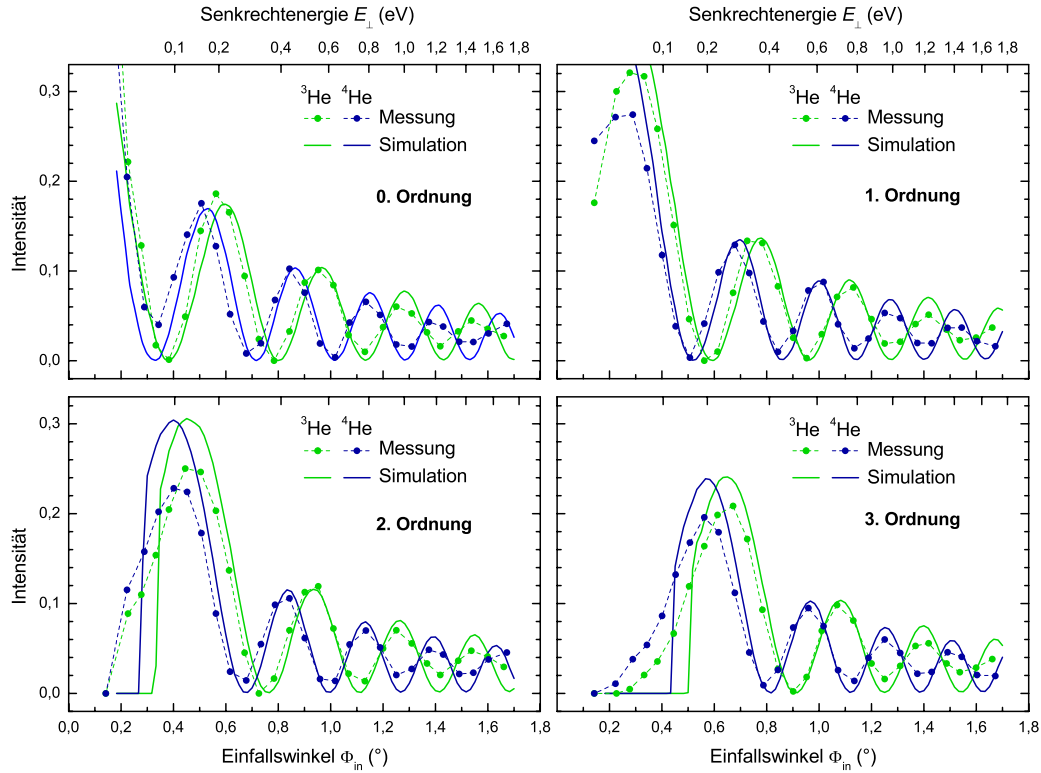 Senkrechtenergie E⊥ (eV)
Senkrechtenergie E⊥ (eV)
0,1 0,2 0,4 0,6 0,8 1,0 1,2 1,4 1,6 1,8
0,1 0,2 0,4 0,6 0,8 1,0 1,2 1,4 1,6 1,8
Intensität
0,3
0,2
0,1
0,0
³He ⁴He
Messung
Simulation
0. Ordnung
³He ⁴He
Messung
Simulation
1. Ordnung
Intensität
0,3
0,2
0,1
0,0
³He ⁴He
Messung
Simulation
2. Ordnung
³He ⁴He
Messung
Simulation
3. Ordnung
0,0 0,2 0,4 0,6 0,8 1,0 1,2 1,4 1,6 1,8
0,2 0,4 0,6 0,8 1,0 1,2 1,4 1,6 1,8
Einfallswinkel Φin (°)
Einfallswinkel Φin (°)